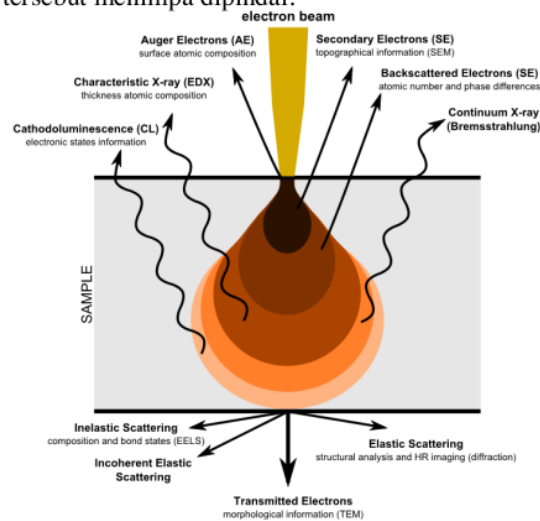 tersebut menimpa dipindai.
electron beam
Auger Electrons (AE)
surface atomic composition
Secondary Electrons (SE)
topographical information (SEM)
Characteristic X-ray (EDX)
thickness atomic composition
Backscattered Electrons (SE)
atomic number and phase differences
Cathodoluminescence (CL)
electronic states information
Continuum X-ray
(Bremsstrahlung)
SAMPLE
Inelastic Scattering
composition and bond states (EELS)
Incoherent Elastic
Scattering
Elastic Scattering
structural analysis and HR imaging (diffraction)
Transmitted Electrons
morphological information (TEM)